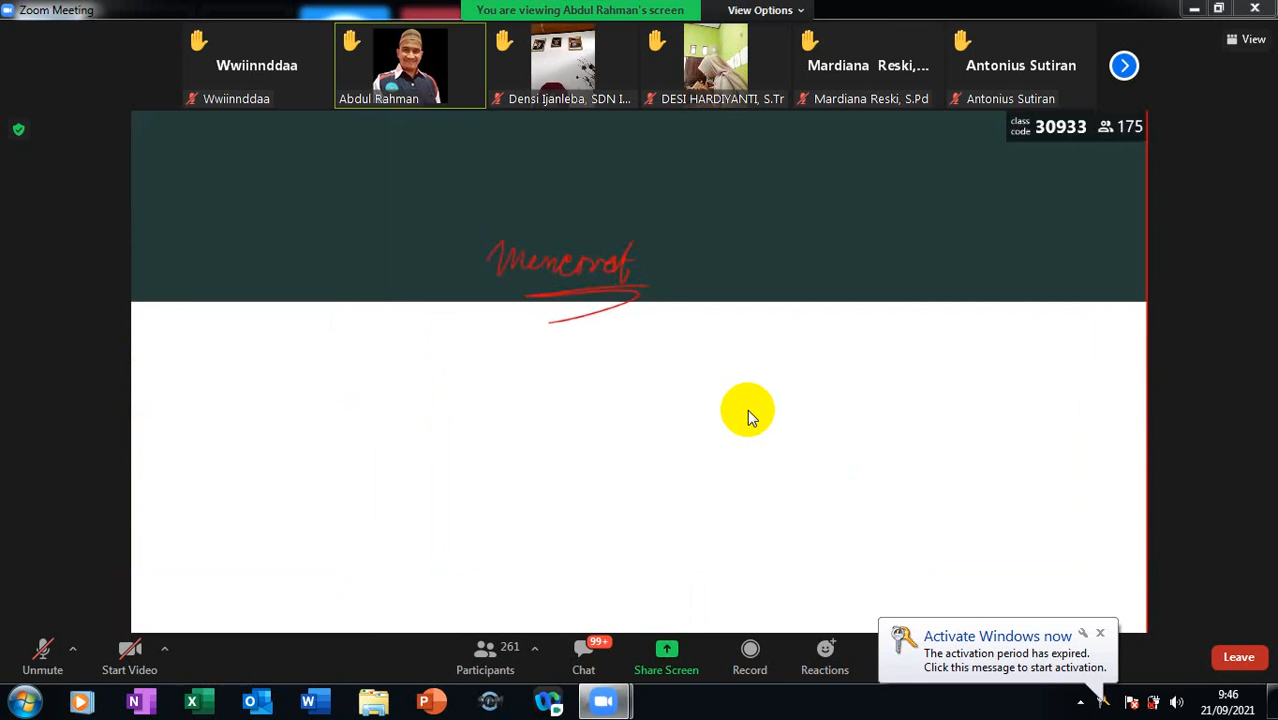 Zoom Meeting
You are viewing Abdul Rahman's screen
View Options
View
Wwiinnddaa
Wwiinnddaa
Abdul Rahman
Densi Ijanleba, SDN I...
DESI HARDIYANTI, S.Tr
Mardiana Reski,...
Mardiana Reski, S.Pd
Antonius Sutiran
Antonius Sutiran
class code 30933 175
Mencorat
Unmute
Start Video
261
Participants
99+
Chat
Share Screen
Record
Reactions
Leave
Activate Windows now
The activation period has expired.
Click this message to start activation.
9:46
21/09/2021